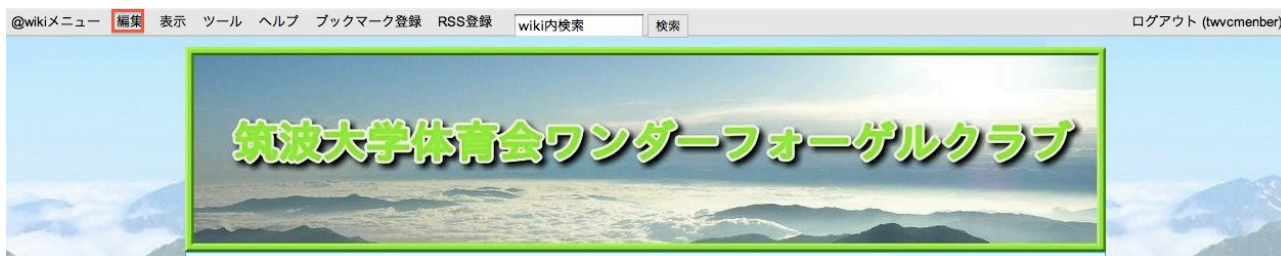 @wikiメニュー 編集 表示 ツール ヘルプ ブックマーク登録 RSS登録 wiki内検索 検索 ログアウト (twvcmenber)
筑波大学体育会ワンダーフォーゲルクラブ